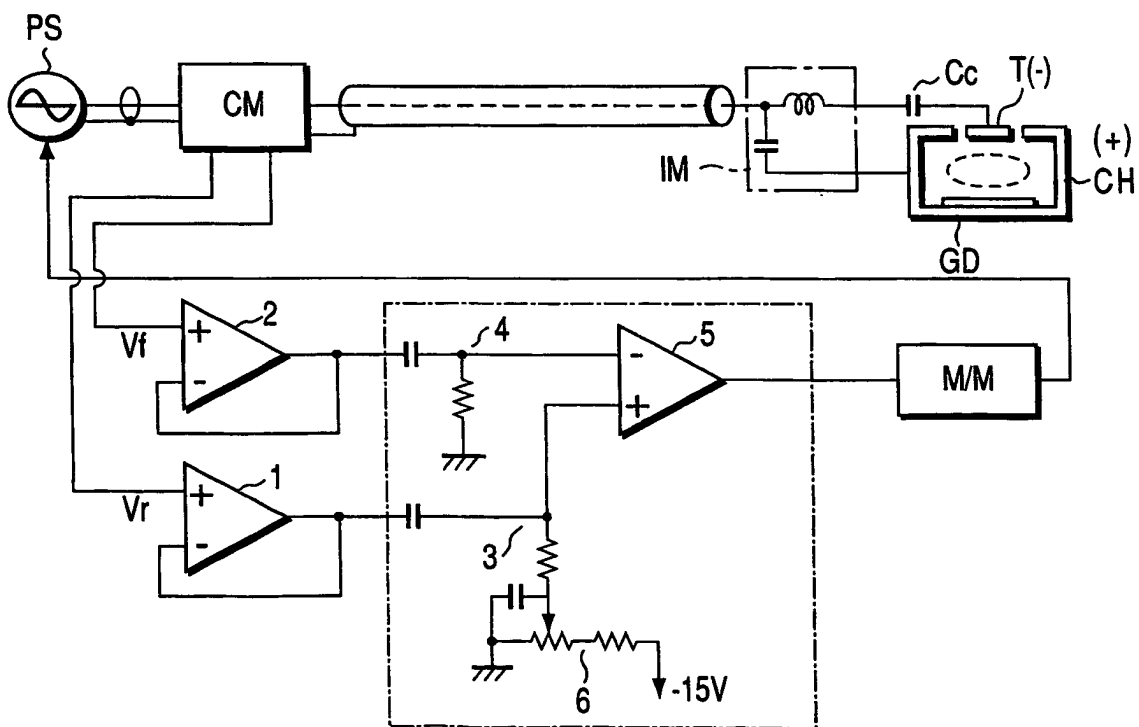 PS
CM
Cc
T(-)
(+)
CH
IM
GD
Vf
+
-
2
4
-
+
5
M/M
Vr
+
-
1
3
6
-15V